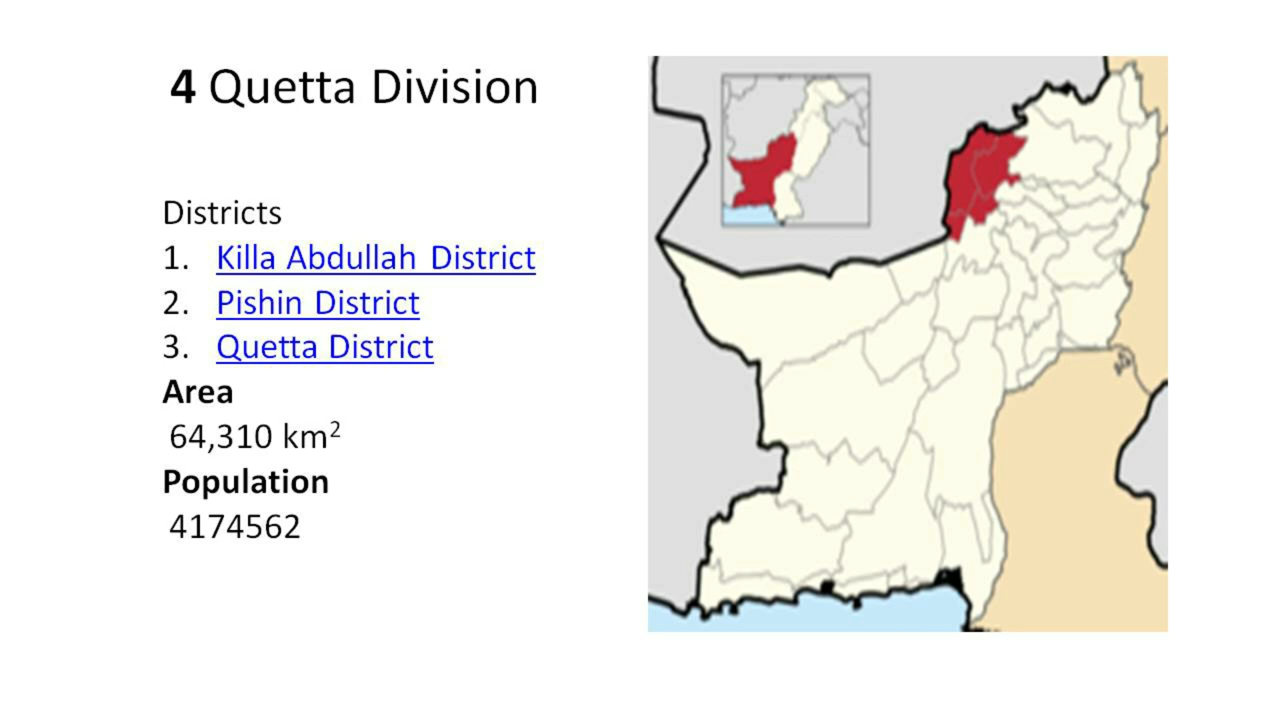 4 Quetta Division
Districts
1. Killa Abdullah District
2. Pishin District
3. Quetta District
Area
64,310 km²
Population
4174562